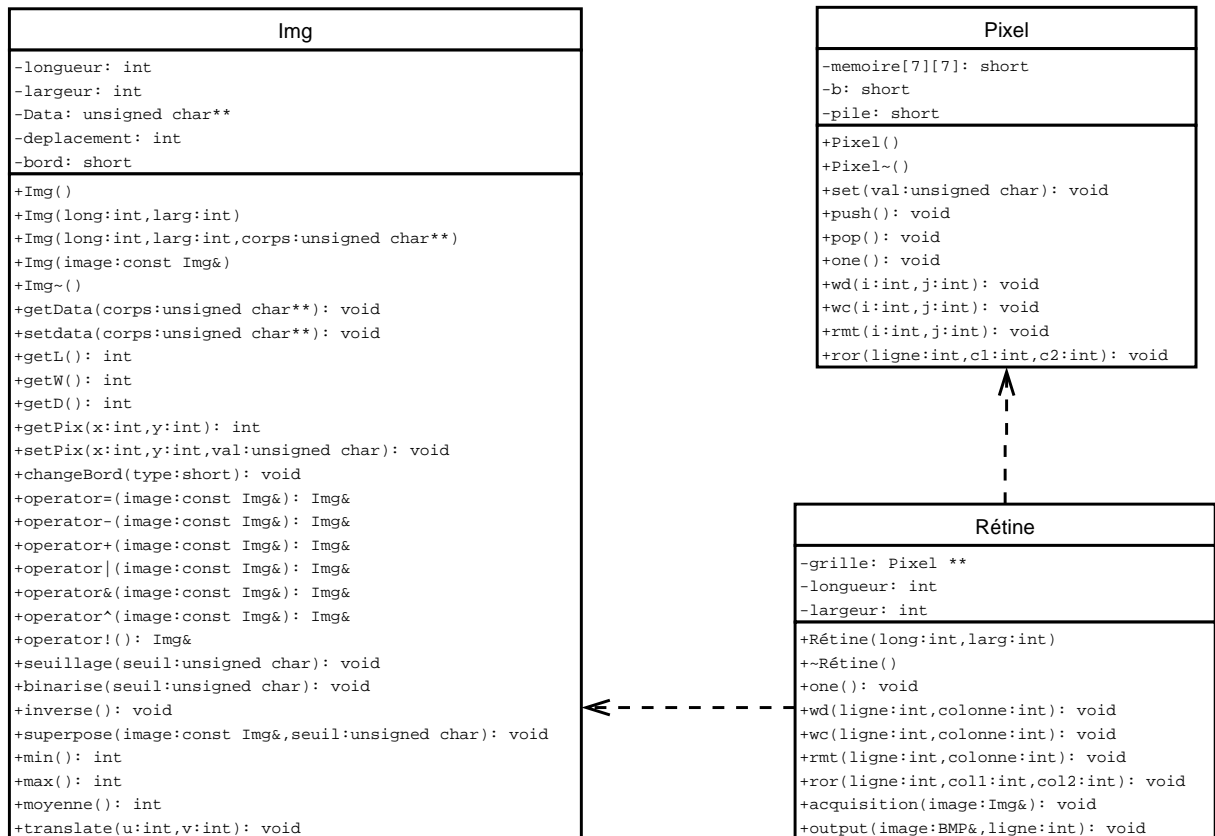 Img
-longueur: int
-largeur: int
-Data: unsigned char**
-deplacement: int
-bord: short
+Img()
+Img(long:int,larg:int)
+Img(long:int,larg:int,corps:unsigned char**)
+Img(image:const Img&)
+Img~()
+getData(corps:unsigned char**): void
+setdata(corps:unsigned char**): void
+getL(): int
+getW(): int
+getD(): int
+getPix(x:int,y:int): int
+setPix(x:int,y:int,val:unsigned char): void
+changeBord(type:short): void
+operator=(image:const Img&): Img&
+operator-(image:const Img&): Img&
+operator+(image:const Img&): Img&
+operator|(image:const Img&): Img&
+operator&(image:const Img&): Img&
+operator^(image:const Img&): Img&
+operator!(): Img&
+seuillage(seuil:unsigned char): void
+binarise(seuil:unsigned char): void
+inverse(): void
+superpose(image:const Img&,seuil:unsigned char): void
+min(): int
+max(): int
+moyenne(): int
+translate(u:int,v:int): void
Pixel
-memoire[7][7]: short
-b: short
-pile: short
+Pixel()
+Pixel~()
+set(val:unsigned char): void
+push(): void
+pop(): void
+one(): void
+wd(i:int,j:int): void
+wc(i:int,j:int): void
+rmt(i:int,j:int): void
+ror(ligne:int,c1:int,c2:int): void
Rétine
-grille: Pixel **
-longueur: int
-largeur: int
+Rétine(long:int,larg:int)
+~Rétine()
+one(): void
+wd(ligne:int,colonne:int): void
+wc(ligne:int,colonne:int): void
+rmt(ligne:int,colonne:int): void
+ror(ligne:int,col1:int,col2:int): void
+acquisition(image:Img&): void
+output(image:BMP&,ligne:int): void